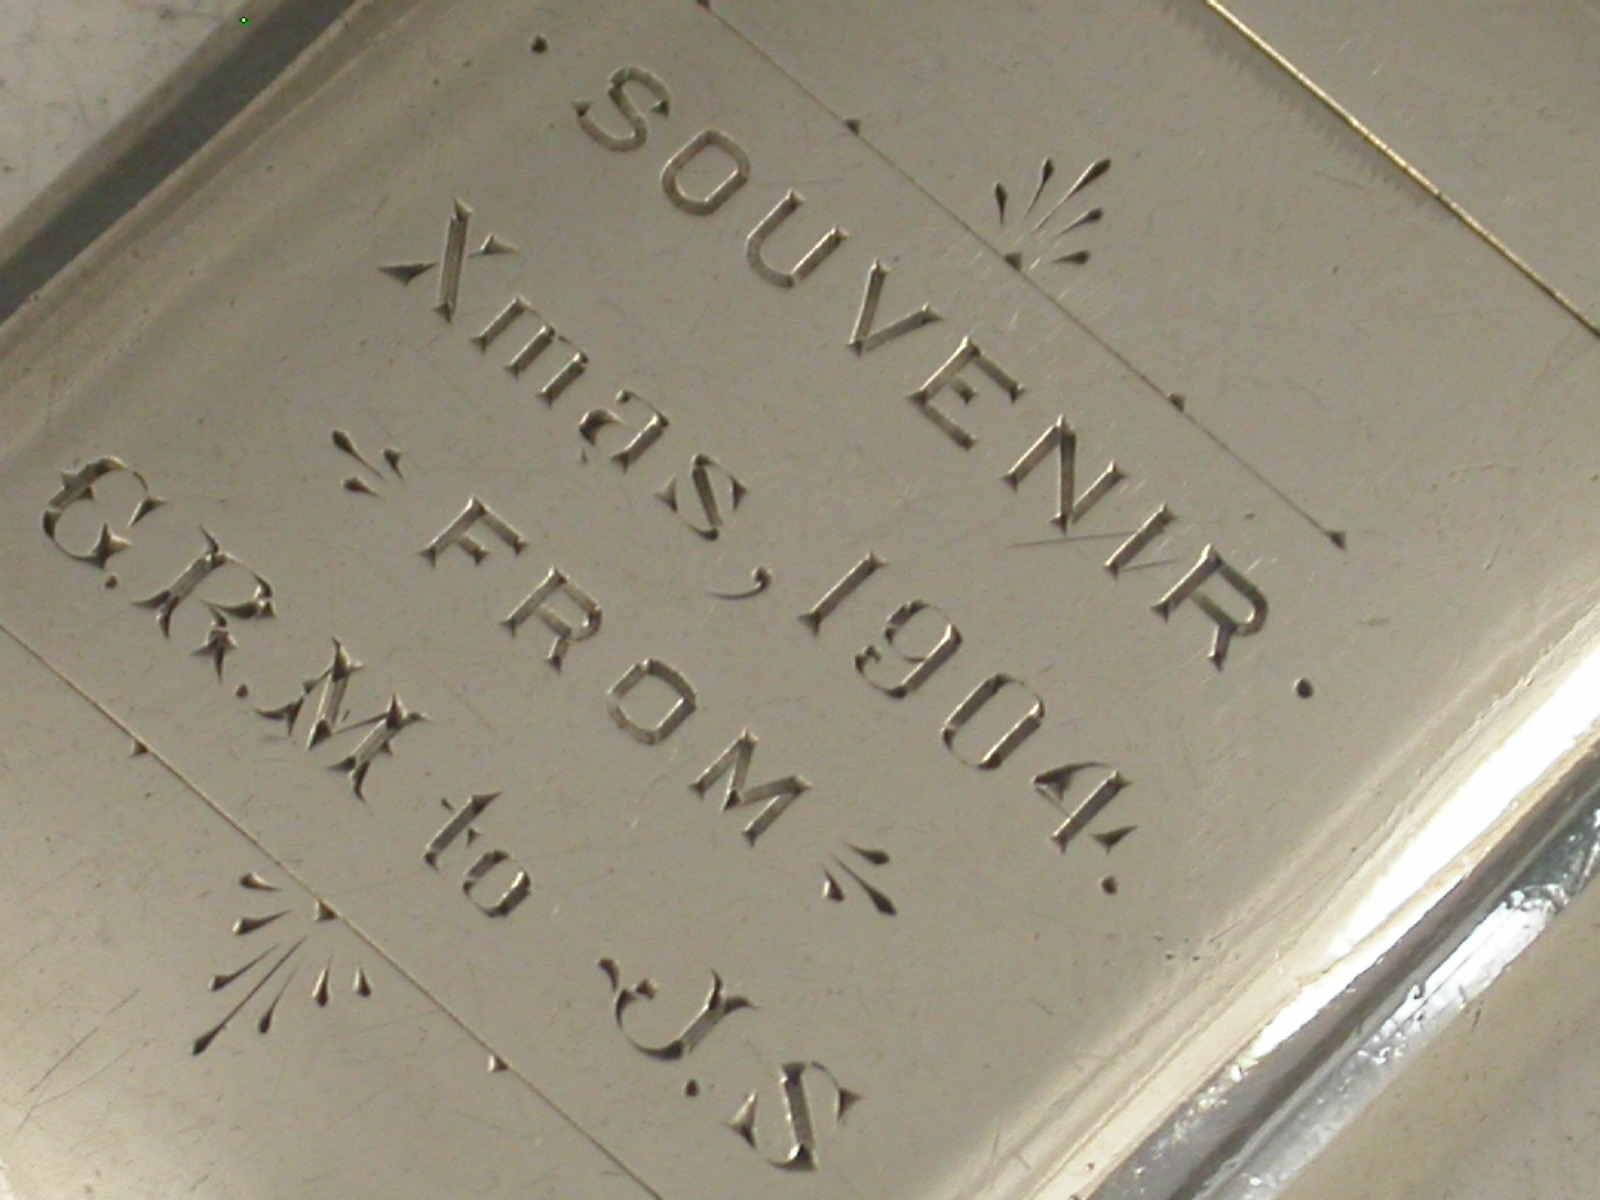 . SOUVENIR .
Xmas, 1904.
FROM
C.R.M to J.S